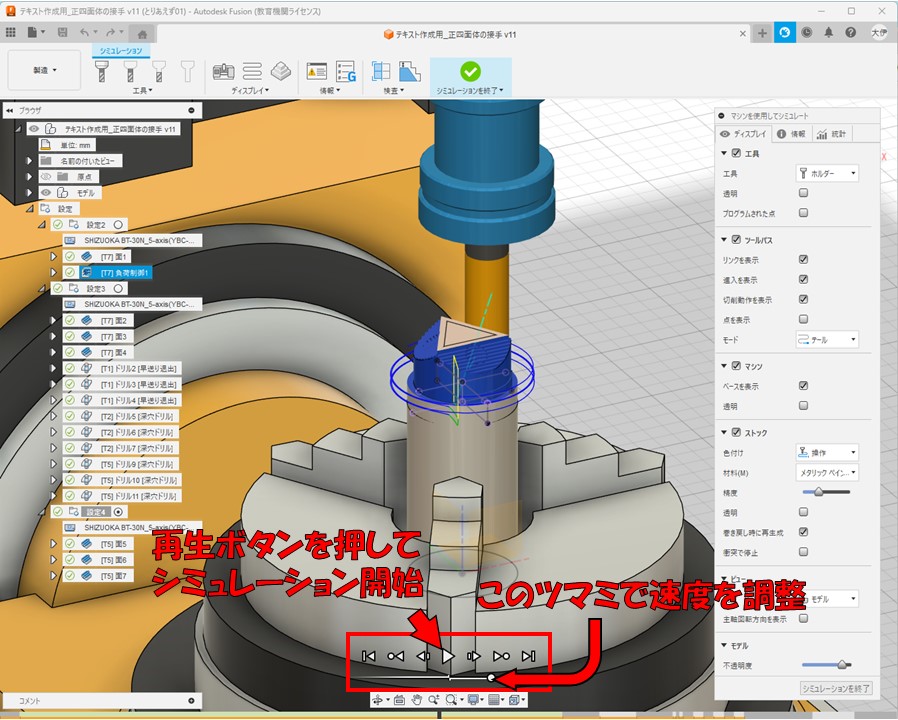 テキスト作成用_正四面体の接手 v11 (とりあえず01) - Autodesk Fusion (教育機関ライセンス)
テキスト作成用_正四面体の接手 v11
大伊
シミュレーション
製造
工具
ディスプレイ
情報
検査
シミュレーションを終了
ブラウザ
テキスト作成用_正四面体の接手 v11
単位: mm
名前の付いたビュー
原点
モデル
設定
設定2
SHIZUOKA BT-30N_5-axis(YBC-...
[T7] 面1
[T7] 負荷制御1
設定3
SHIZUOKA BT-30N_5-axis(YBC-...
[T7] 面2
[T7] 面3
[T7] 面4
[T1] ドリル2 [早送り退出]
[T1] ドリル3 [早送り退出]
[T1] ドリル4 [早送り退出]
[T2] ドリル5 [深穴ドリル]
[T2] ドリル6 [深穴ドリル]
[T2] ドリル7 [深穴ドリル]
[T5] ドリル9 [深穴ドリル]
[T5] ドリル10 [深穴ドリル]
[T5] ドリル11 [深穴ドリル]
設定4
SHIZUOKA BT-30N_5-axis(YBC-...
[T5] 面5
[T5] 面6
[T5] 面7
マシンを使用してシミュレート
ディスプレイ
情報
統計
工具
工具
ホルダー
透明
プログラムされた点
ツールパス
リンクを表示
進入を表示
切削動作を表示
点を表示
モード
テール
マシン
ベースを表示
透明
ストック
色付け
操作
材料(M)
メタリック ペイン...
精度
透明
巻き戻し時に再生成
衝突で停止
ビュー
モデル
主軸回転方向を表示
モデル
不透明度
シミュレーションを終了
再生ボタンを押して
シミュレーション開始
このツマミで速度を調整
コメント